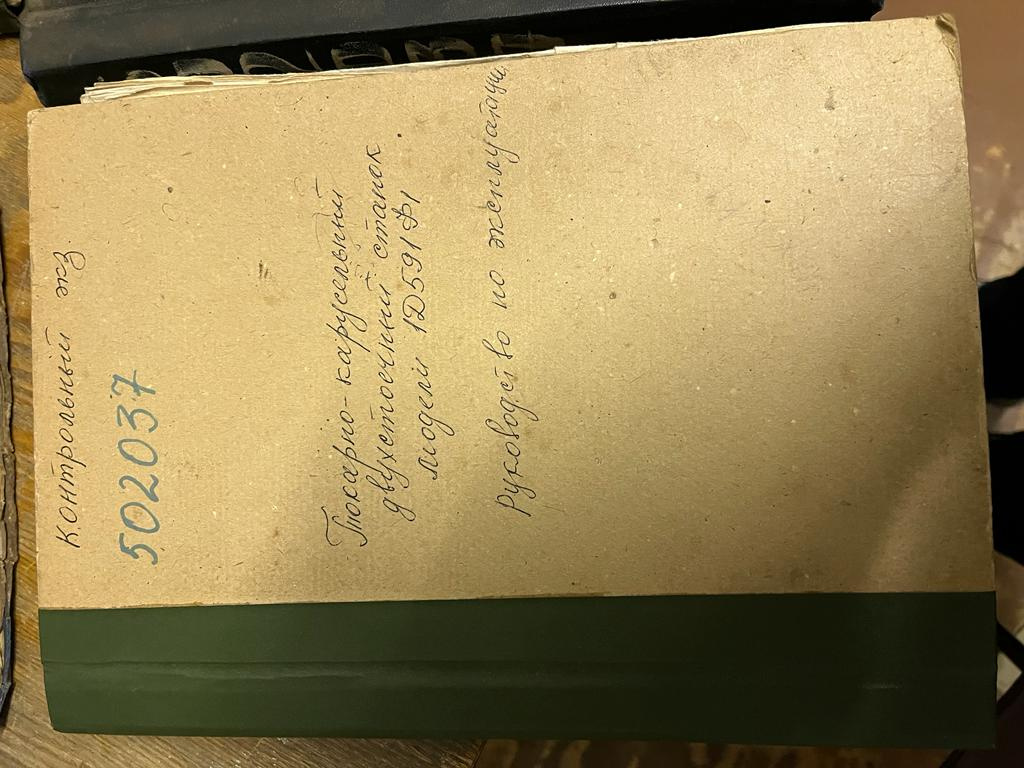 Контрольный экз.
502037
Токарно-карусельный
двухстоечный станок
модели 1Д591Ф1
Руководство по эксплуатации